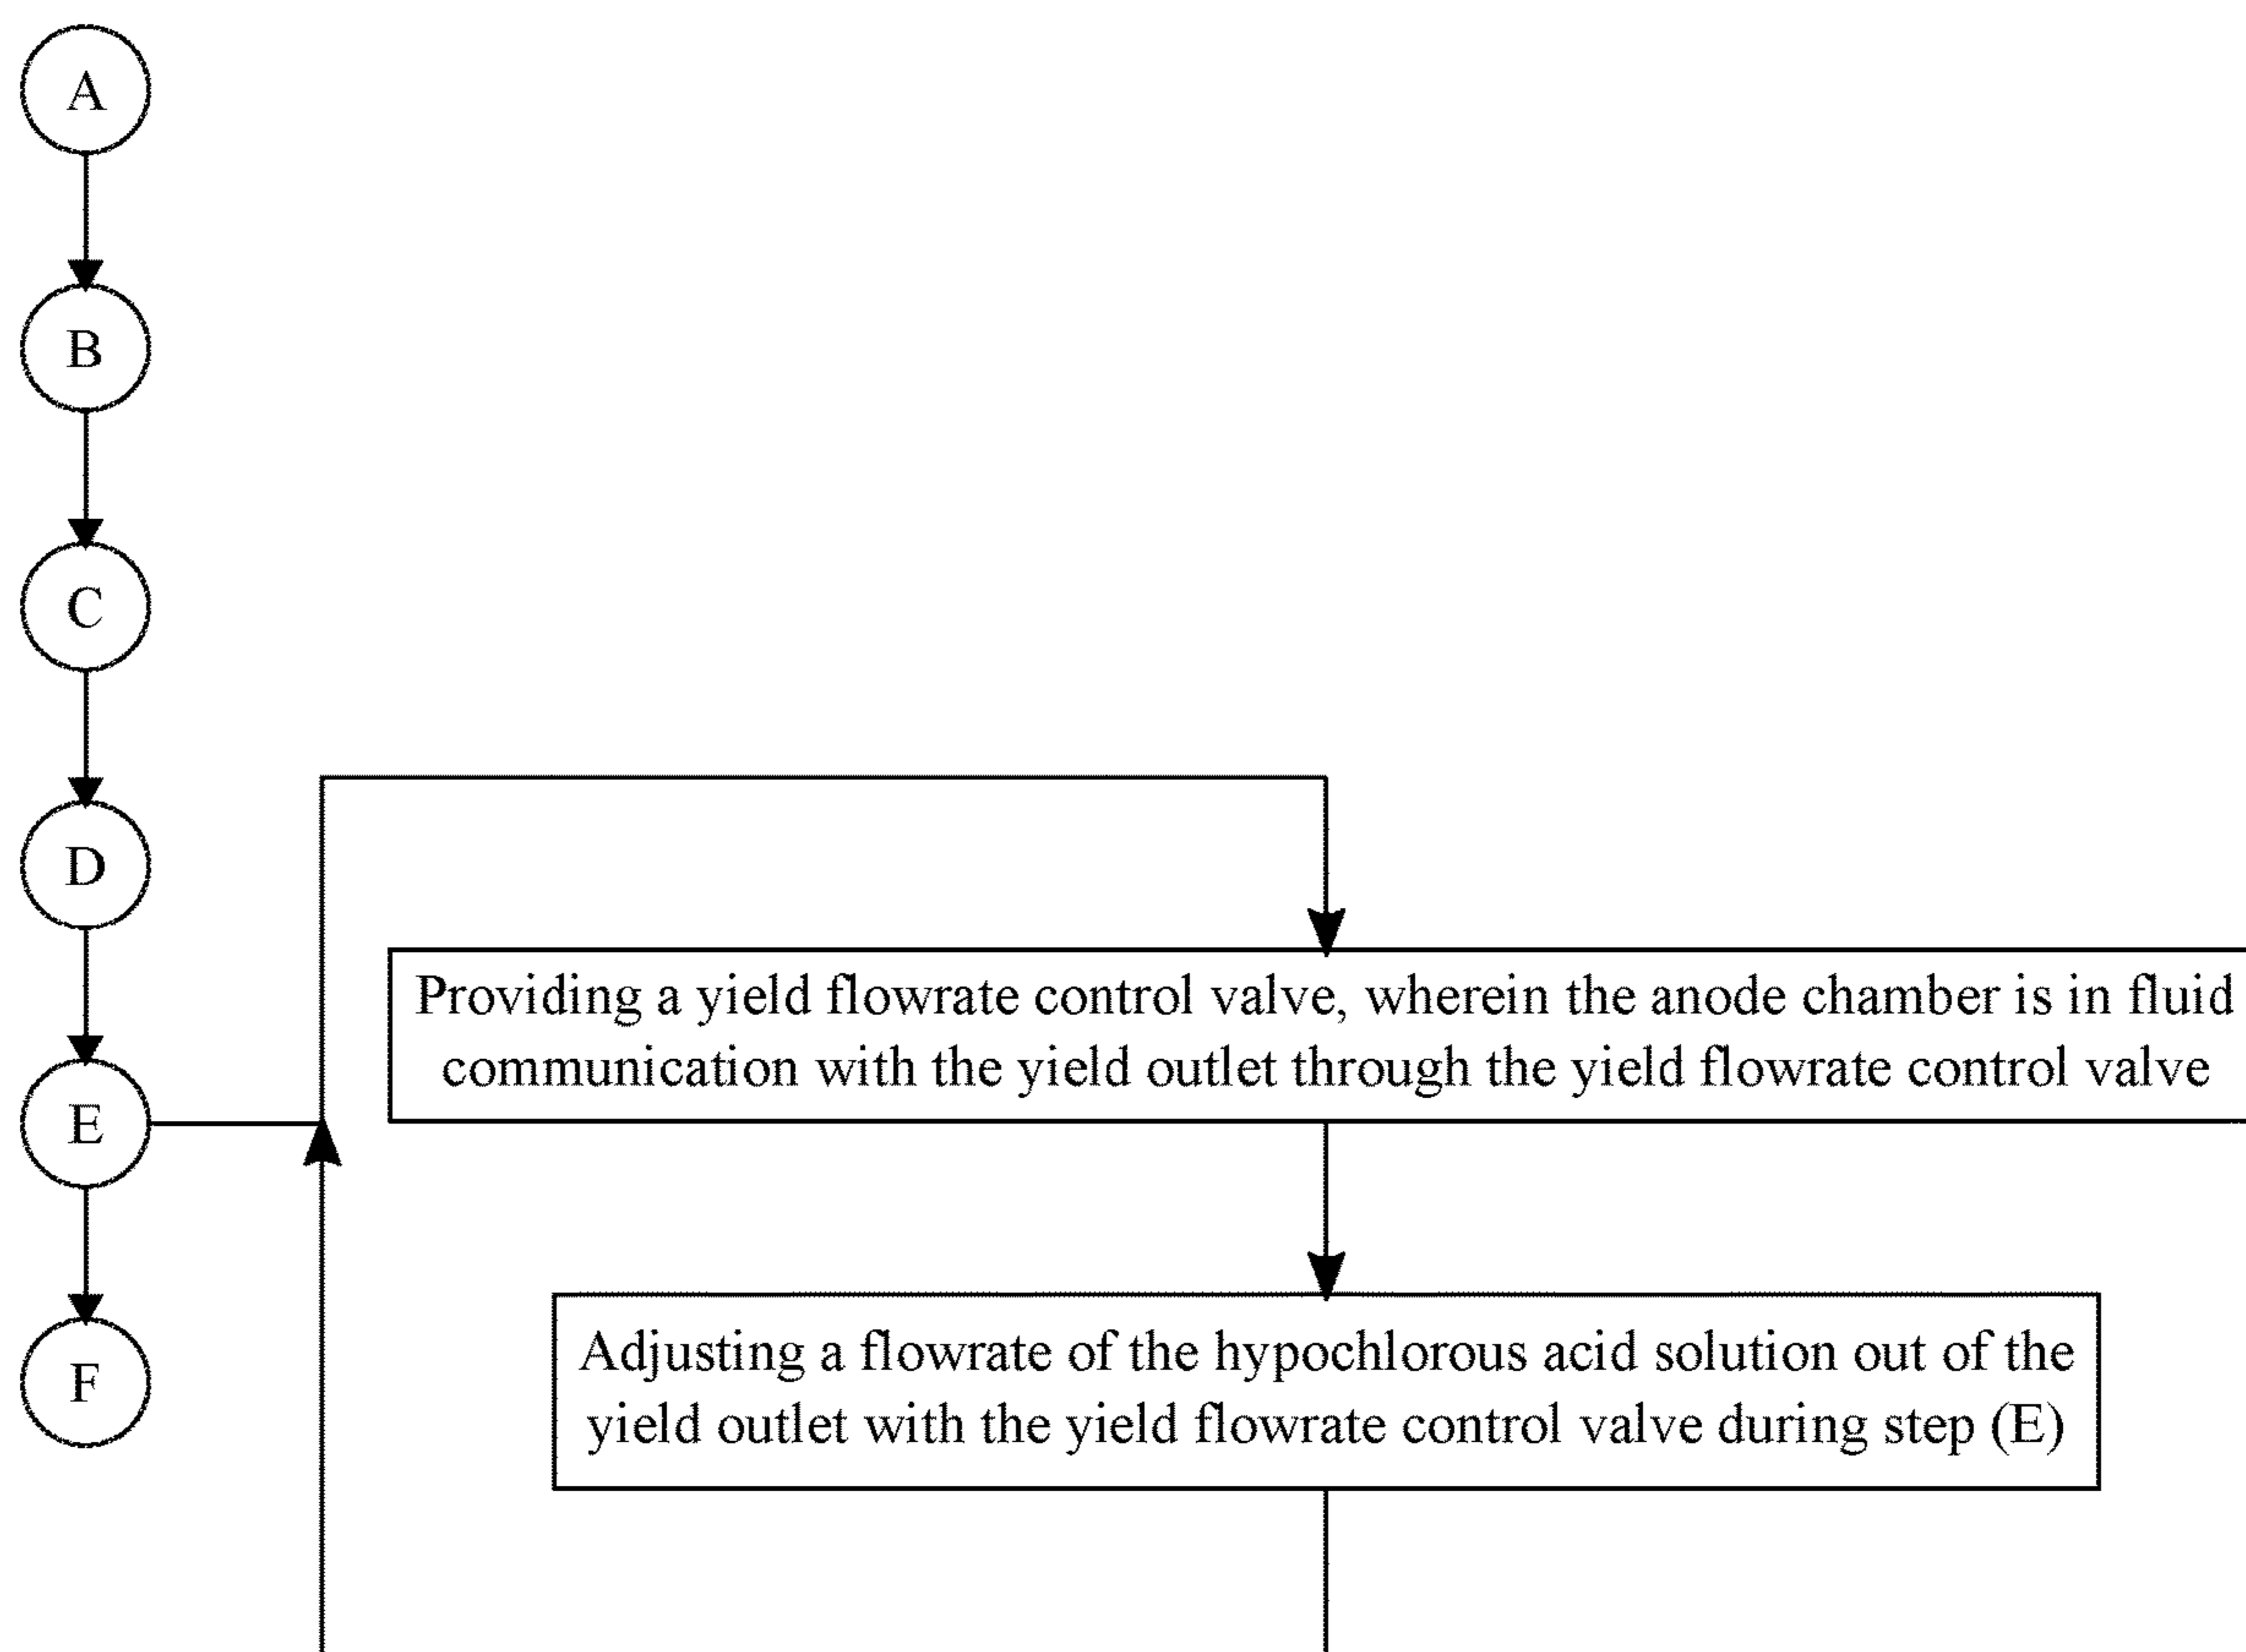 A
B
C
D
E
F
Providing a yield flowrate control valve, wherein the anode chamber is in fluid
communication with the yield outlet through the yield flowrate control valve
Adjusting a flowrate of the hypochlorous acid solution out of the
yield outlet with the yield flowrate control valve during step (E)